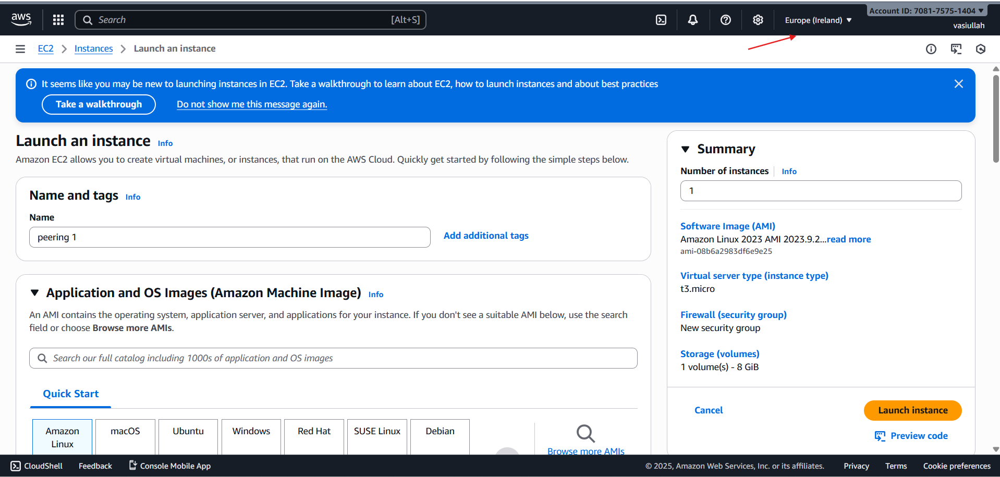 aws
Search [Alt+S]
Europe (Ireland)
Account ID: 7081-7575-1404
vasiullah
EC2 Instances Launch an instance
It seems like you may be new to launching instances in EC2. Take a walkthrough to learn about EC2, how to launch instances and about best practices
Take a walkthrough Do not show me this message again.
Launch an instance Info
Amazon EC2 allows you to create virtual machines, or instances, that run on the AWS Cloud. Quickly get started by following the simple steps below.
Name and tags Info
Name
peering 1 Add additional tags
Application and OS Images (Amazon Machine Image) Info
An AMI contains the operating system, application server, and applications for your instance. If you don't see a suitable AMI below, use the search
field or choose Browse more AMIs.
Search our full catalog including 1000s of application and OS images
Quick Start
Amazon
Linux
macOS
Ubuntu
Windows
Red Hat
SUSE Linux
Debian
Browse more AMIs
Summary
Number of instances Info
1
Software Image (AMI)
Amazon Linux 2023 AMI 2023.9.2...read more
ami-08b6a2983df6e9e25
Virtual server type (instance type)
t3.micro
Firewall (security group)
New security group
Storage (volumes)
1 volume(s) - 8 GiB
Cancel Launch instance
Preview code
CloudShell Feedback Console Mobile App © 2025, Amazon Web Services, Inc. or its affiliates. Privacy Terms Cookie preferences